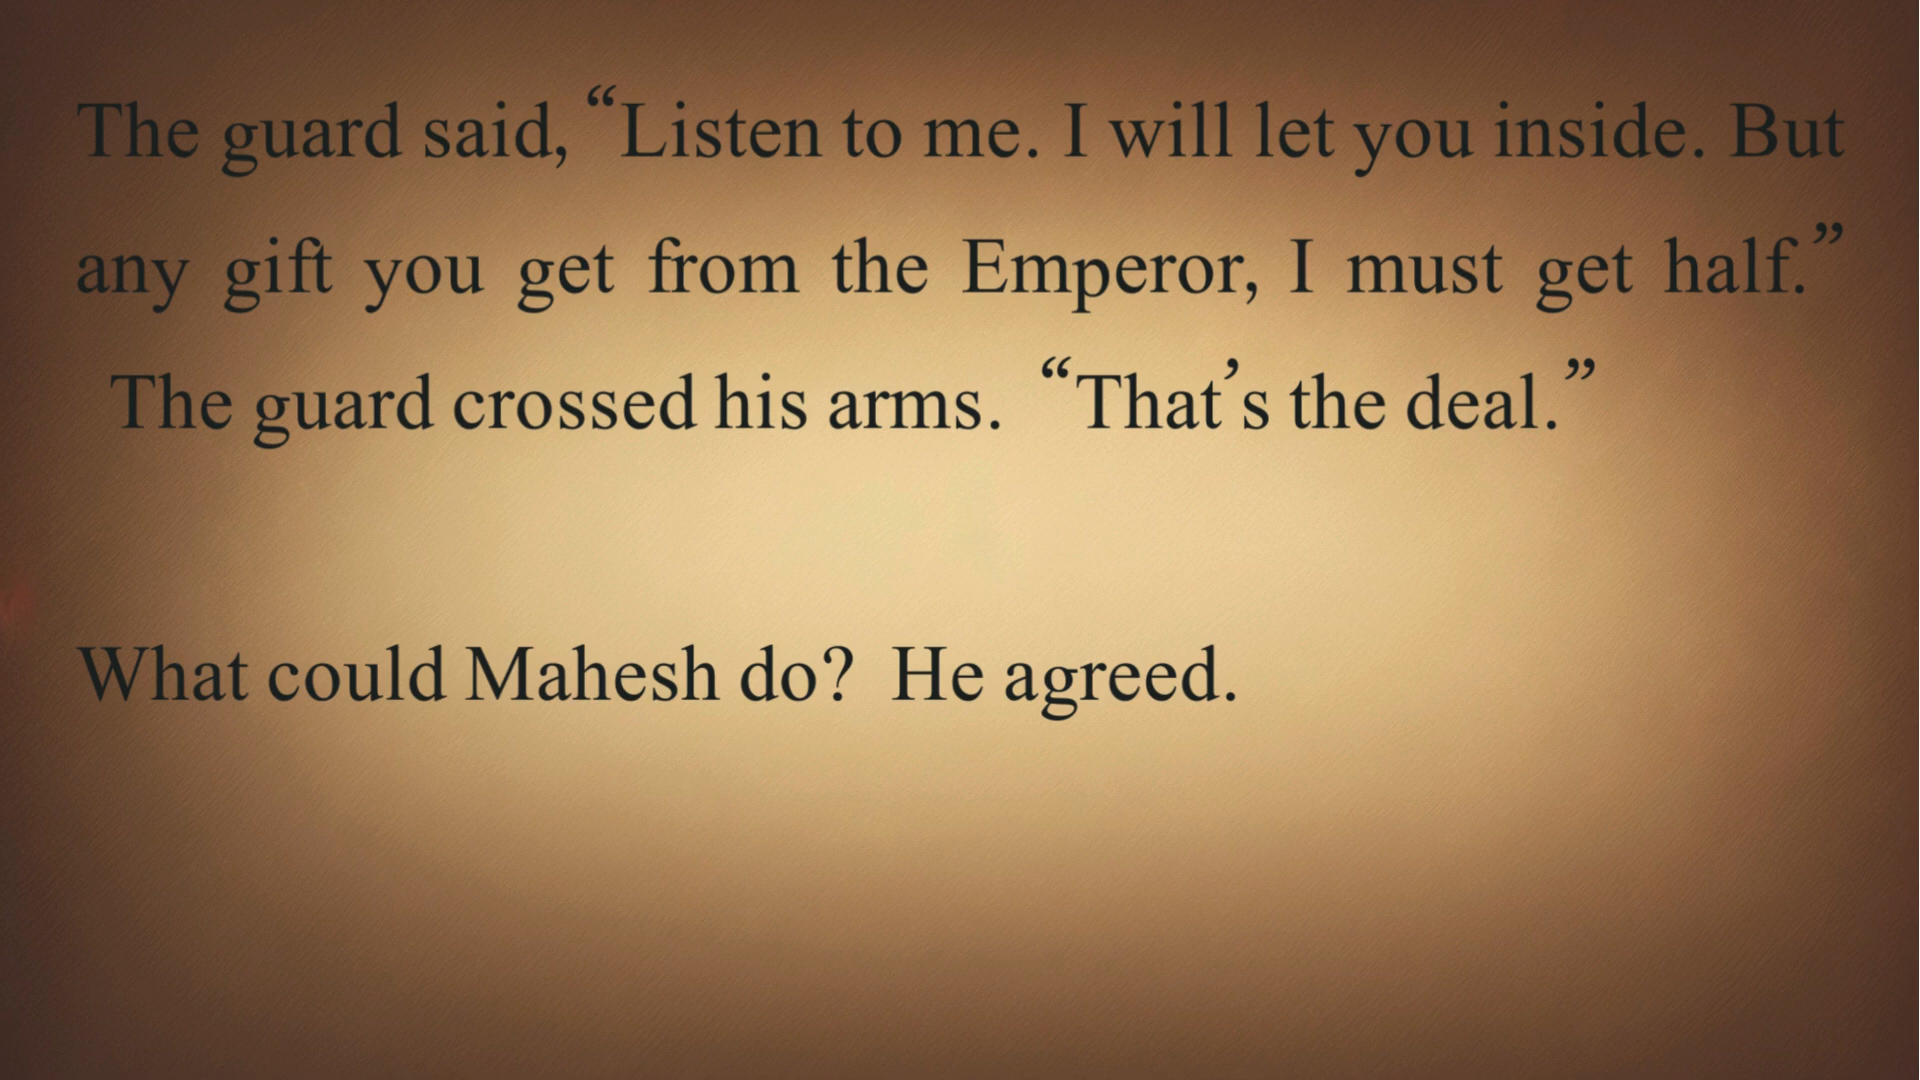 The guard said, “Listen to me. I will let you inside. But
any gift you get from the Emperor, I must get half.”
The guard crossed his arms. “That’s the deal.”
What could Mahesh do? He agreed.